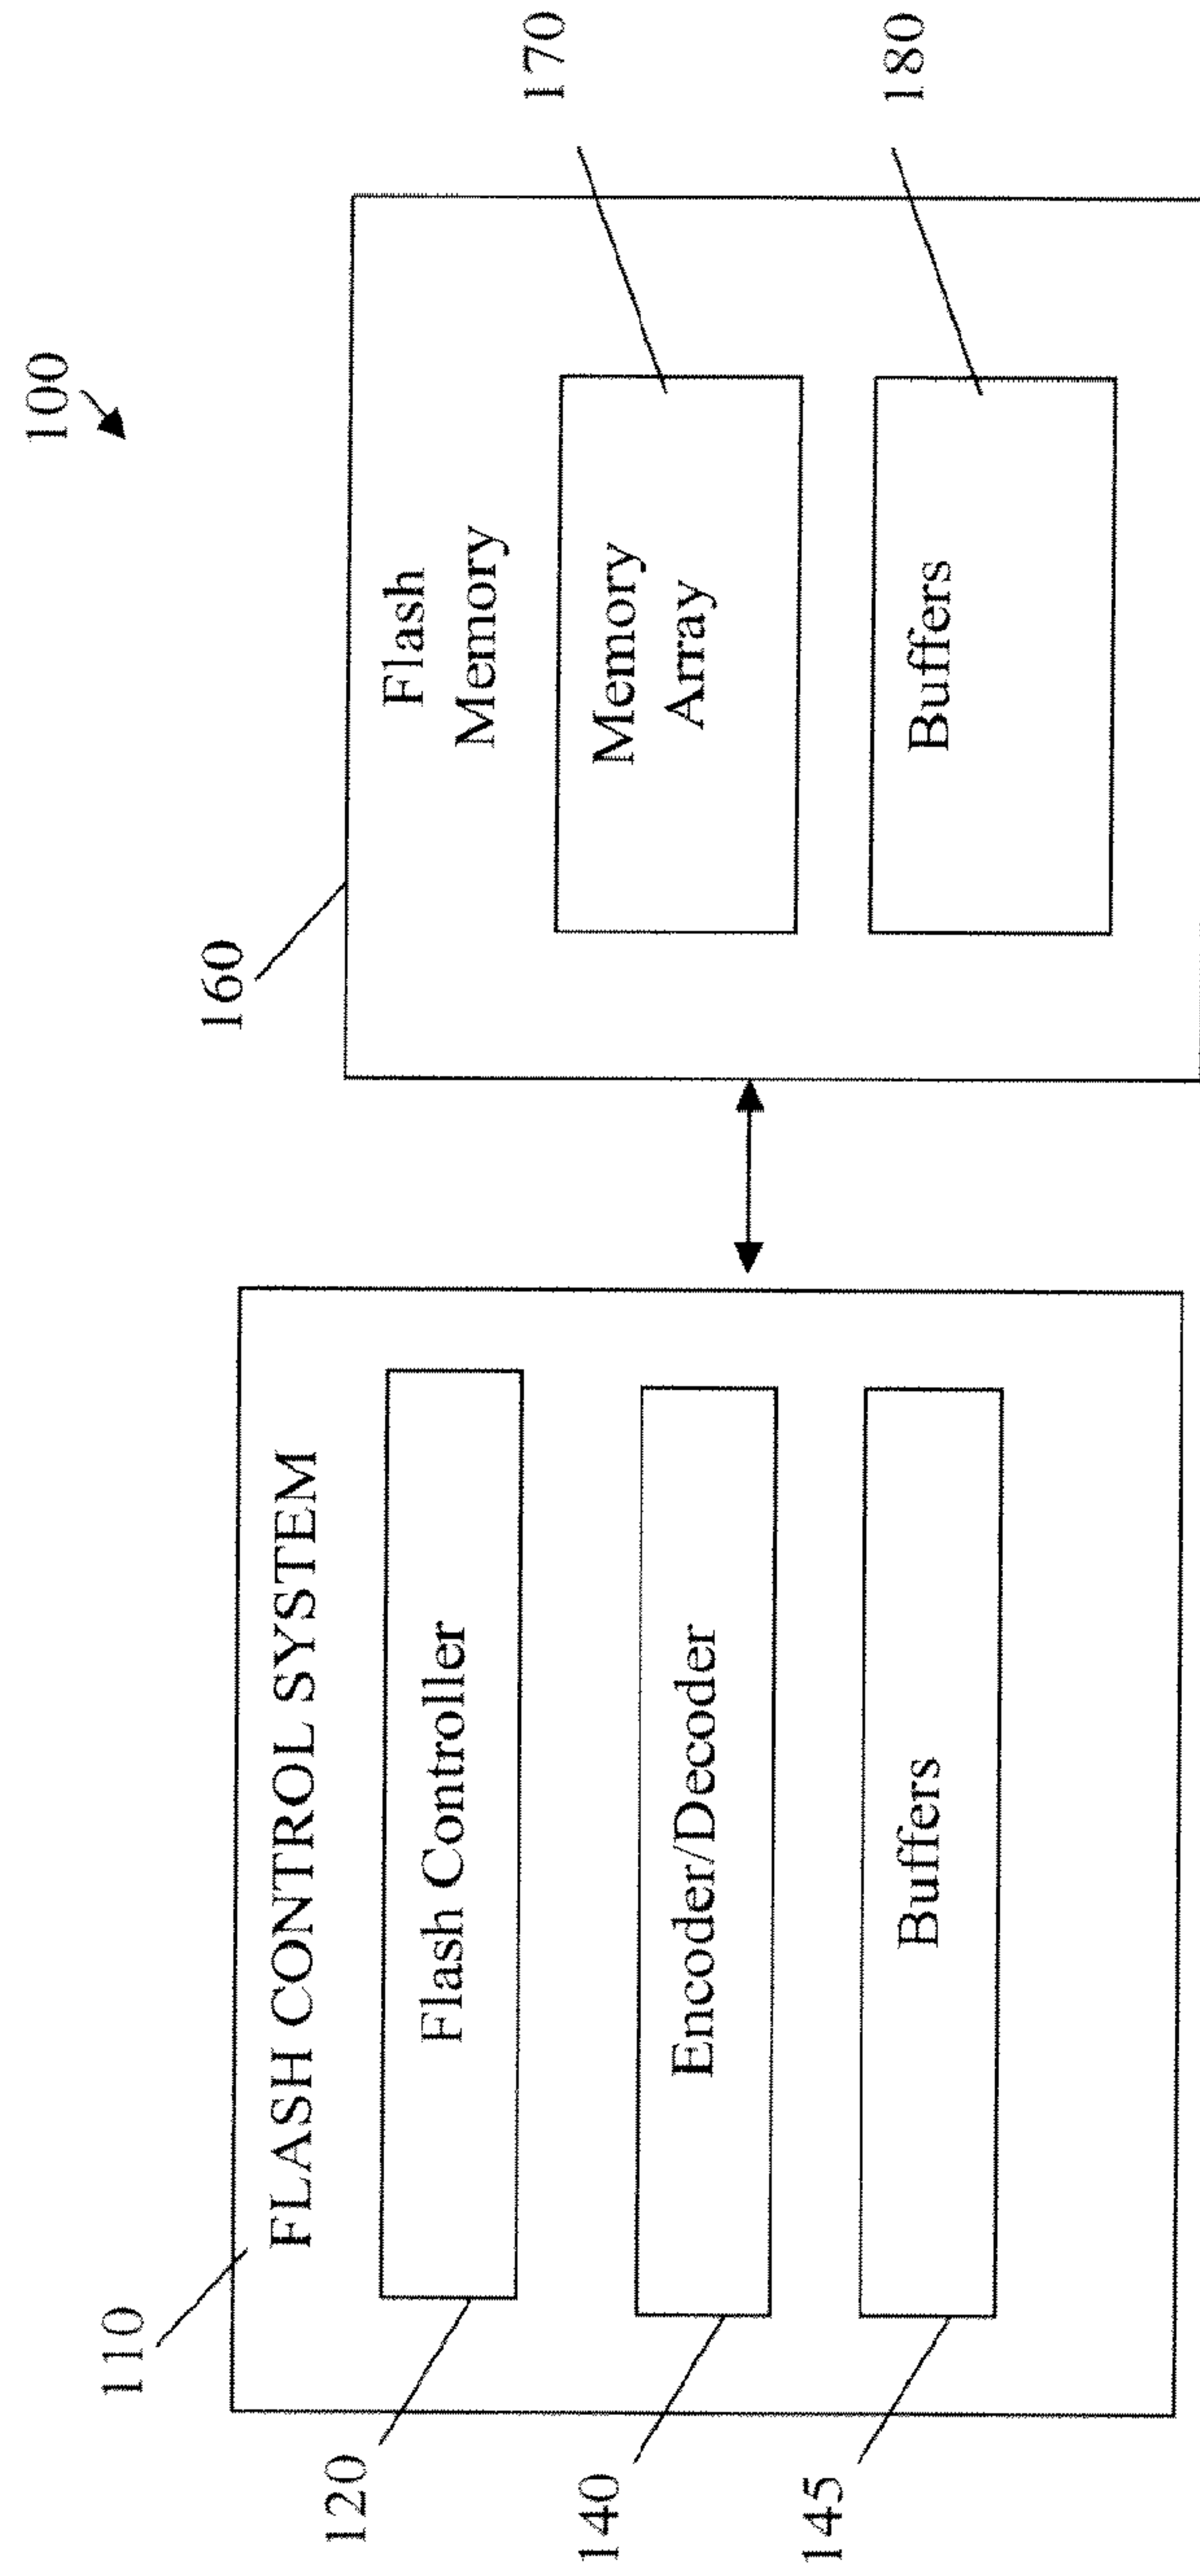 100
110
FLASH CONTROL SYSTEM
120
Flash Controller
140
Encoder/Decoder
145
Buffers
160
Flash
Memory
170
Memory
Array
180
Buffers